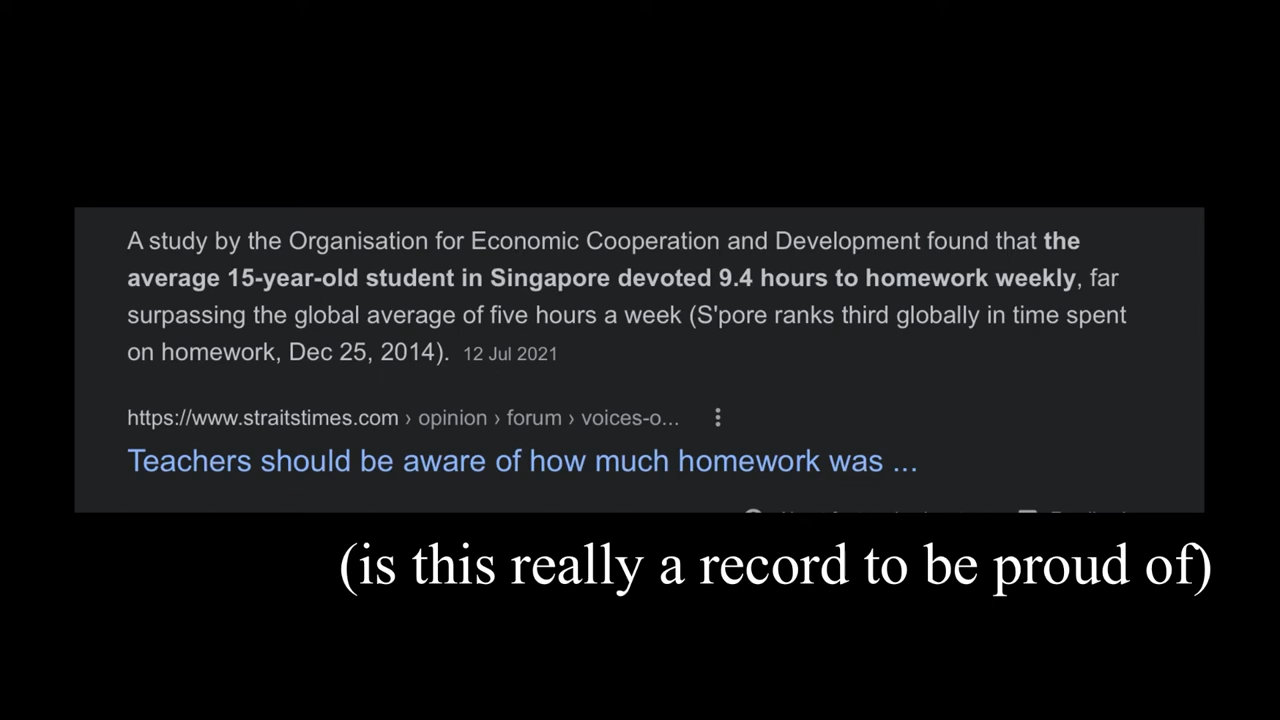 A study by the Organisation for Economic Cooperation and Development found that the
average 15-year-old student in Singapore devoted 9.4 hours to homework weekly, far
surpassing the global average of five hours a week (S'pore ranks third globally in time spent
on homework, Dec 25, 2014). 12 Jul 2021
https://www.straitstimes.com › opinion › forum › voices-o...
Teachers should be aware of how much homework was ...
(is this really a record to be proud of)